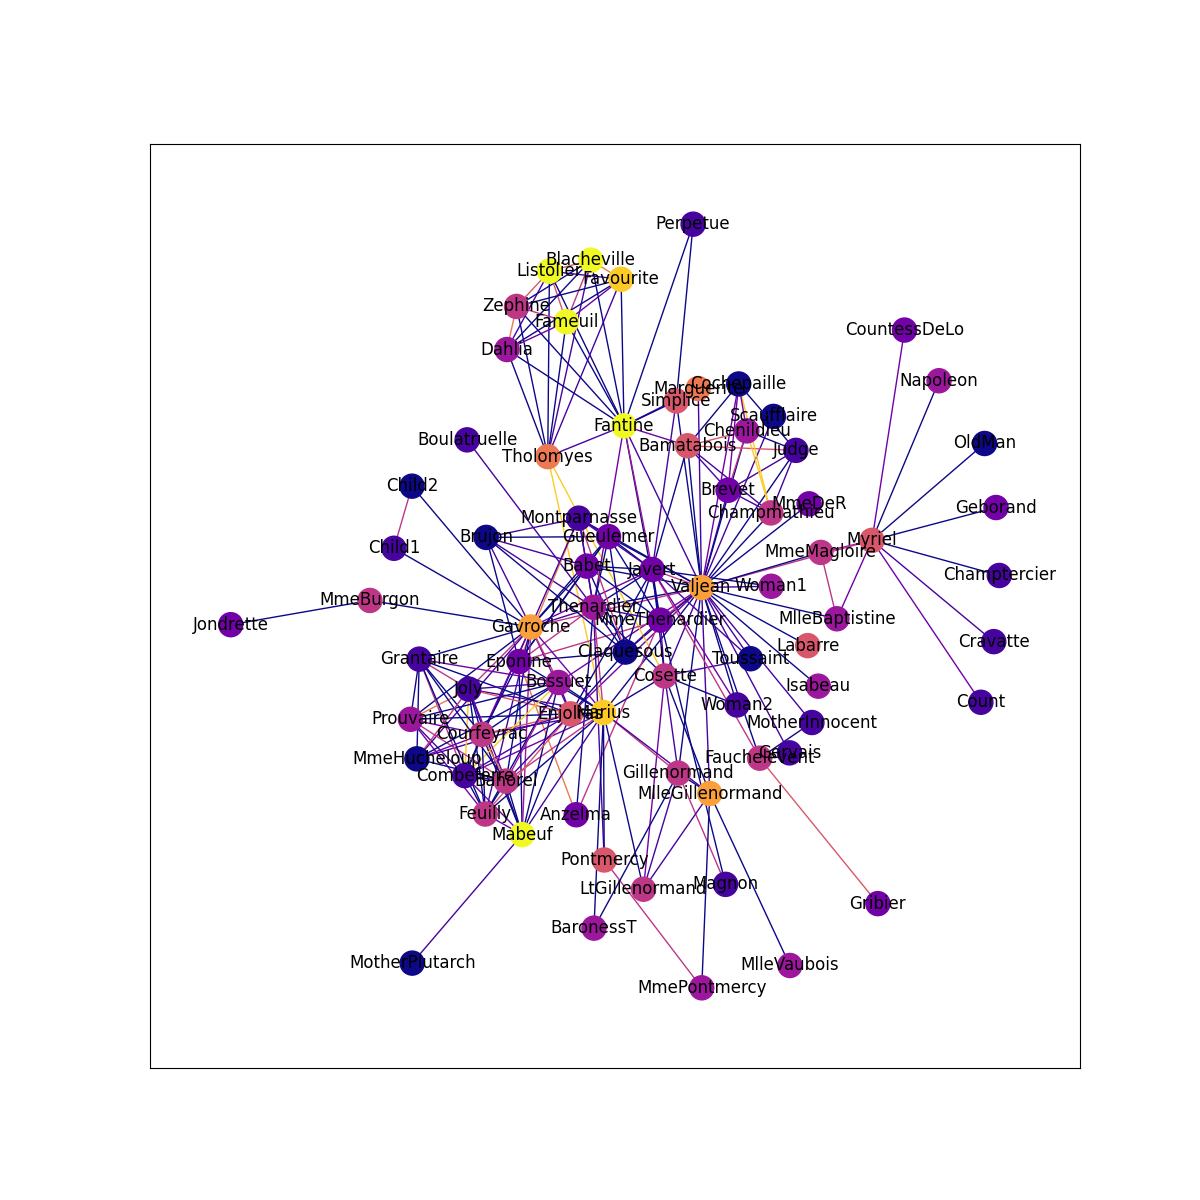 Perpetue
Blacheville
Listolier
Favourite
Zephine
Fameuil
CountessDeLo
Dahlia
Napoleon
Cochepaille
Marguerite
Simplice
Scaufflaire
Fantine
Chenildieu
Boulatruelle
OldMan
Bamatabois
Judge
Tholomyes
Child2
Brevet
MmeDeR
Geborand
Champmathieu
Montparnasse
Brujon
Gueulemer
Myriel
Child1
MmeMagloire
Babet
Javert
Champtercier
Valjean
Woman1
MmeBurgon
Thenardier
MlleBaptistine
MmeThenardier
Jondrette
Gavroche
Cravatte
Labarre
Claquesous
Grantaire
Eponine
Toussaint
Cosette
Bossuet
Isabeau
Joly
Count
Woman2
Enjolras
Marius
Prouvaire
MotherInnocent
Courfeyrac
Gervais
MmeHucheloup
Fauchelevent
Gillenormand
Combeferre
Bahorel
MlleGillenormand
Feuilly
Anzelma
Mabeuf
Pontmercy
Magnon
LtGillenormand
Gribier
BaronessT
MotherPlutarch
MlleVaubois
MmePontmercy